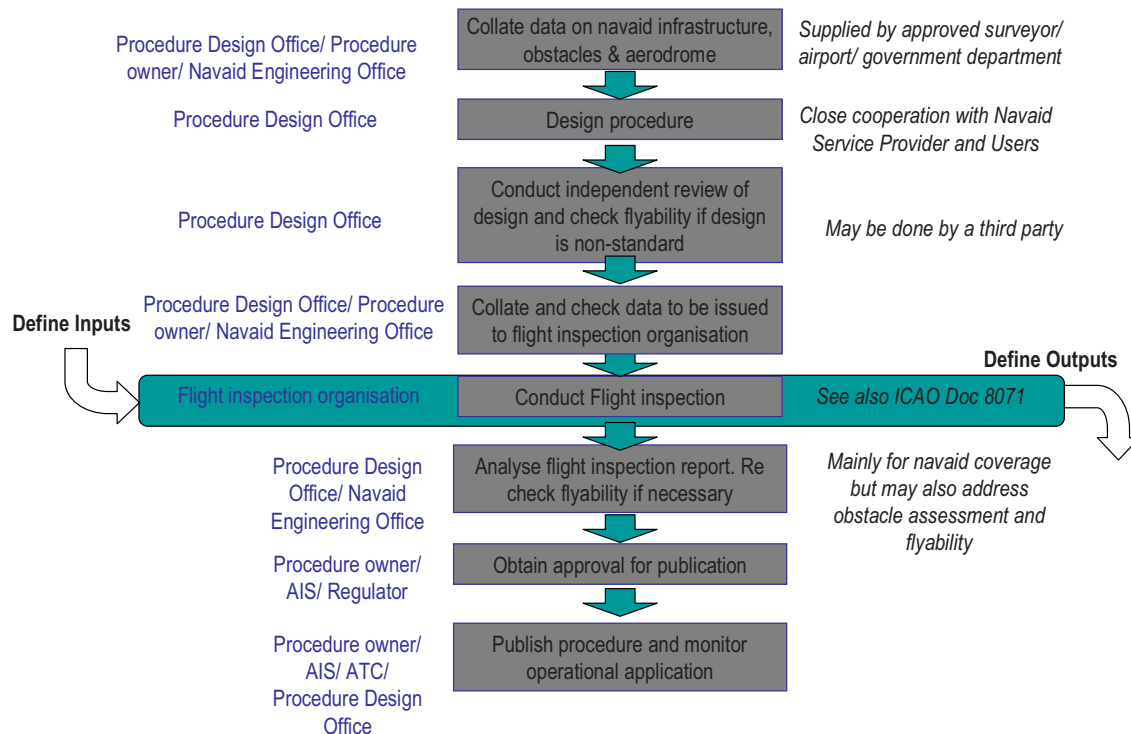 Procedure Design Office/ Procedure
owner/ Navaid Engineering Office
Collate data on navaid infrastructure,
obstacles & aerodrome
Supplied by approved surveyor/
airport/ government department
Procedure Design Office
Design procedure
Close cooperation with Navaid
Service Provider and Users
Procedure Design Office
Conduct independent review of
design and check flyability if design
is non-standard
May be done by a third party
Define Inputs
Procedure Design Office/ Procedure
owner/ Navaid Engineering Office
Collate and check data to be issued
to flight inspection organisation
Define Outputs
Flight inspection organisation
Conduct Flight inspection
See also ICAO Doc 8071
Procedure Design
Office/ Navaid
Engineering Office
Analyse flight inspection report. Re
check flyability if necessary
Mainly for navaid coverage
but may also address
obstacle assessment and
flyability
Procedure owner/
AIS/ Regulator
Obtain approval for publication
Procedure owner/
AIS/ ATC/
Procedure Design
Office
Publish procedure and monitor
operational application